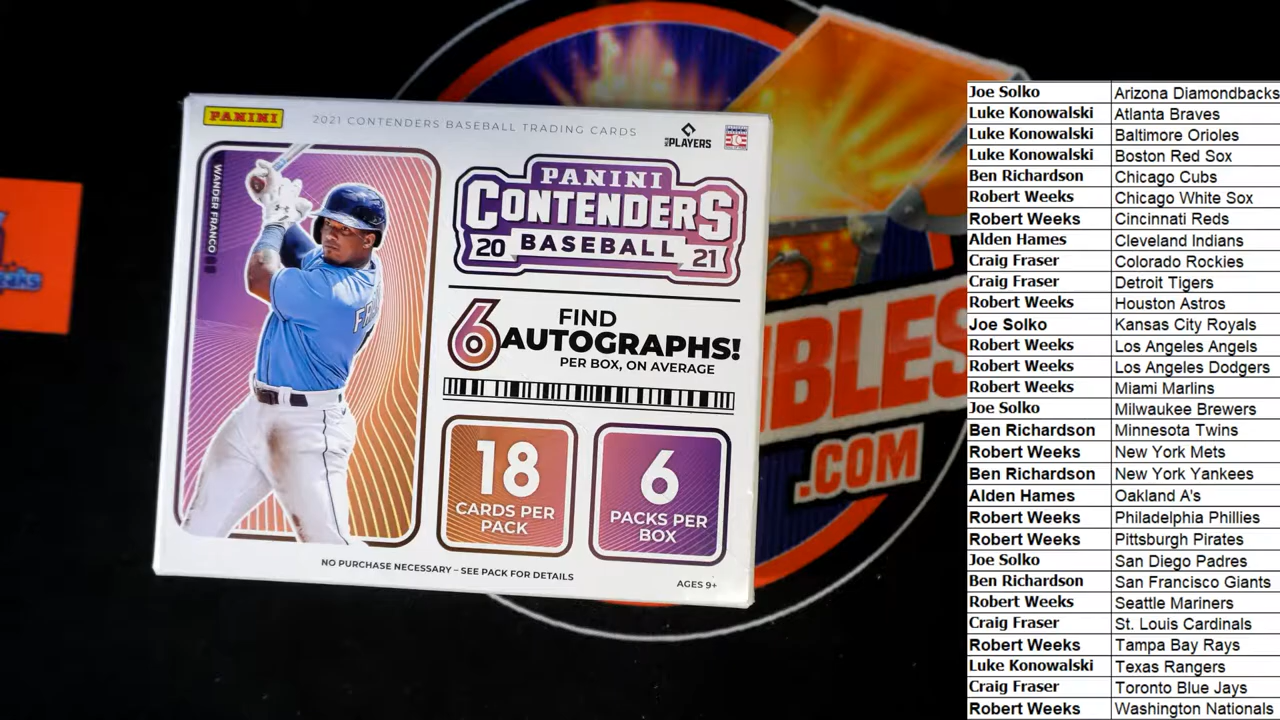 PANINI
2021 CONTENDERS BASEBALL TRADING CARDS
PLAYERS
WANDER FRANCO
PANINI
CONTENDERS
20 BASEBALL 21
6 FIND
AUTOGRAPHS!
PER BOX, ON AVERAGE
18
CARDS PER
PACK
6
PACKS PER
BOX
NO PURCHASE NECESSARY – SEE PACK FOR DETAILS
AGES 9+
IBLES
.COM
Joe Solko Arizona Diamondbacks
Luke Konowalski Atlanta Braves
Luke Konowalski Baltimore Orioles
Luke Konowalski Boston Red Sox
Ben Richardson Chicago Cubs
Robert Weeks Chicago White Sox
Robert Weeks Cincinnati Reds
Alden Hames Cleveland Indians
Craig Fraser Colorado Rockies
Craig Fraser Detroit Tigers
Robert Weeks Houston Astros
Joe Solko Kansas City Royals
Robert Weeks Los Angeles Angels
Robert Weeks Los Angeles Dodgers
Robert Weeks Miami Marlins
Joe Solko Milwaukee Brewers
Ben Richardson Minnesota Twins
Robert Weeks New York Mets
Ben Richardson New York Yankees
Alden Hames Oakland A's
Robert Weeks Philadelphia Phillies
Robert Weeks Pittsburgh Pirates
Joe Solko San Diego Padres
Ben Richardson San Francisco Giants
Robert Weeks Seattle Mariners
Craig Fraser St. Louis Cardinals
Robert Weeks Tampa Bay Rays
Luke Konowalski Texas Rangers
Craig Fraser Toronto Blue Jays
Robert Weeks Washington Nationals